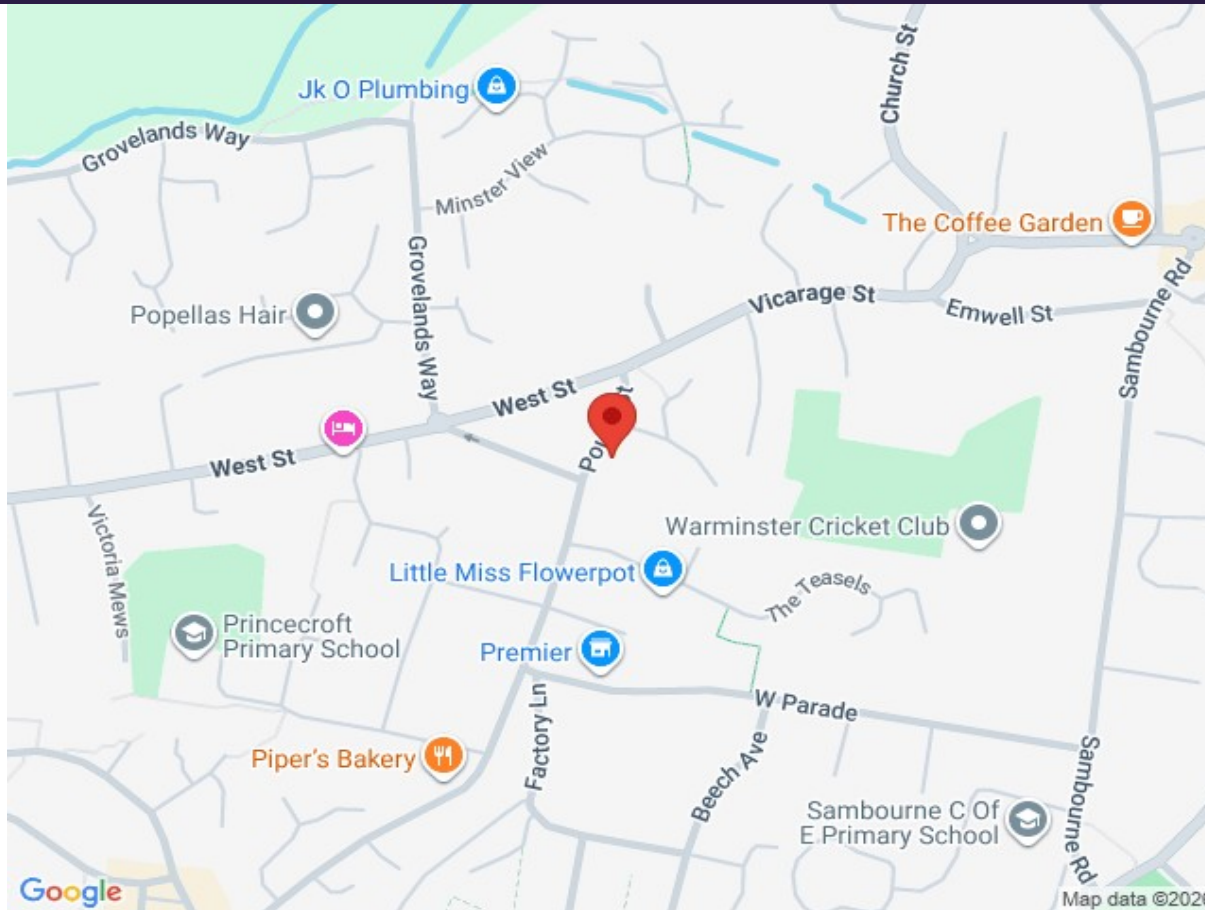 Church St
Jk O Plumbing
Grovelands Way
Minster View
The Coffee Garden
Grovelands Way
Sambourne Rd
Vicarage St
Emwell St
Popellas Hair
West St
West St
Victoria Mews
Warminster Cricket Club
Little Miss Flowerpot
The Teasels
Princecroft
Primary School
Premier
W Parade
Factory Ln
Beech Ave
Piper's Bakery
Sambourne C Of
E Primary School
Sambourne Rd
Google